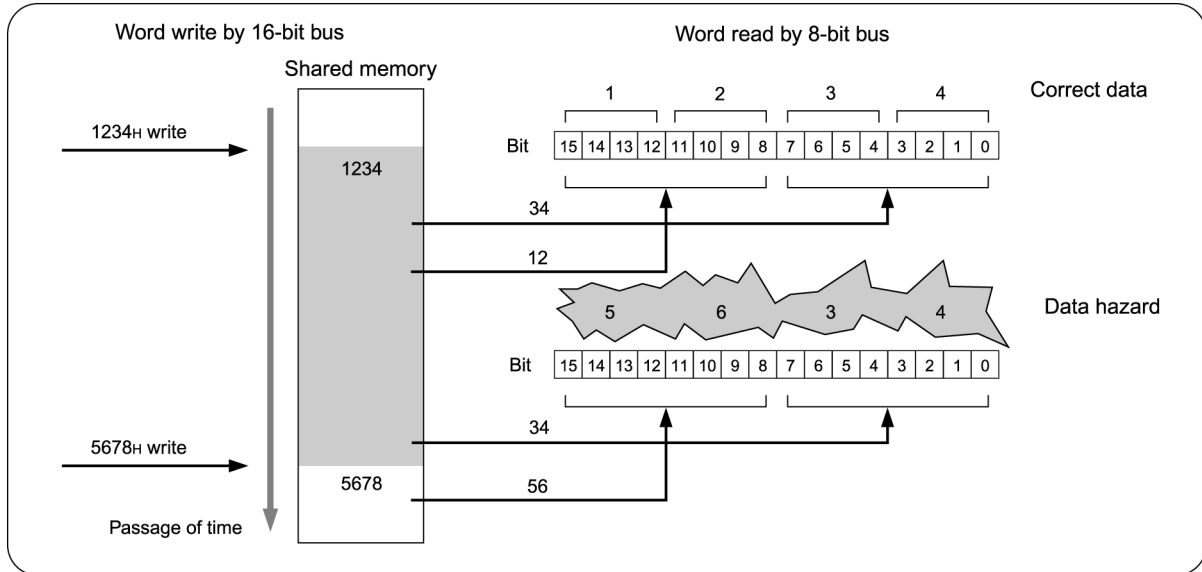 Word write by 16-bit bus
Word read by 8-bit bus
Shared memory
1 2 3 4
Correct data
1234H write
Bit 15 14 13 12 11 10 9 8 7 6 5 4 3 2 1 0
1234
34
12
5 6 3 4
Data hazard
Bit 15 14 13 12 11 10 9 8 7 6 5 4 3 2 1 0
34
5678H write
5678
56
Passage of time